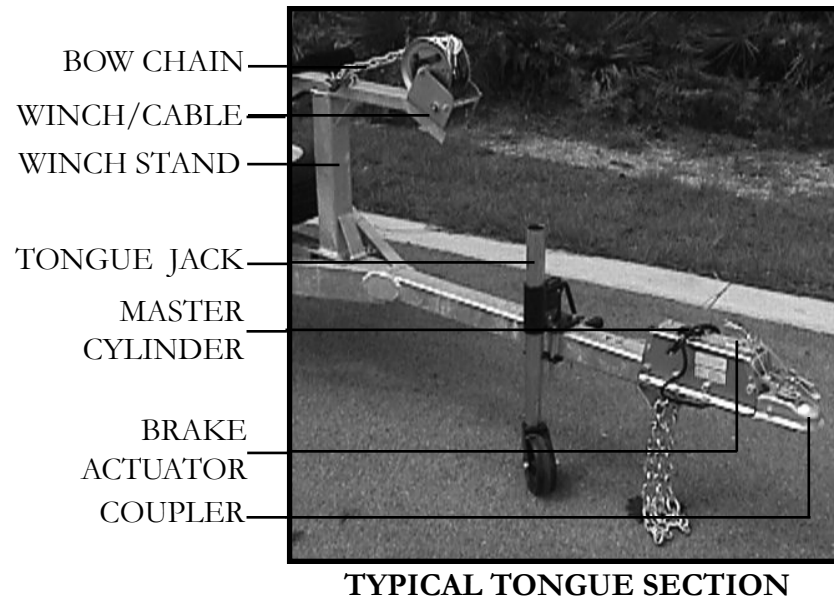 BOW CHAIN
WINCH/CABLE
WINCH STAND
TONGUE JACK
MASTER
CYLINDER
BRAKE
ACTUATOR
COUPLER
TYPICAL TONGUE SECTION